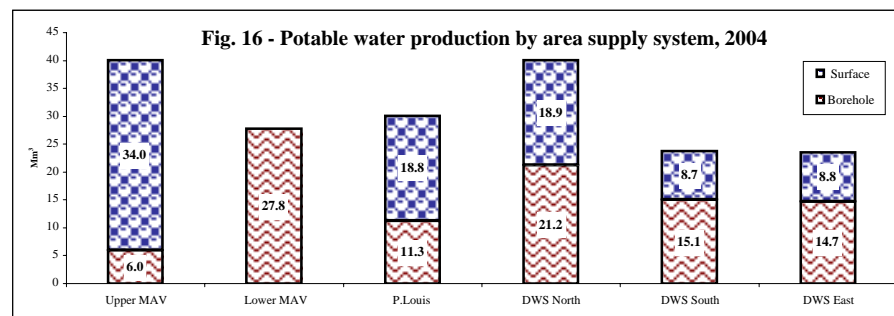 Fig. 16 - Potable water production by area supply system, 2004
Mm³
45
40
35
30
25
20
15
10
5
0
Surface
Borehole
34.0
6.0
27.8
18.8
11.3
18.9
21.2
8.7
15.1
8.8
14.7
Upper MAV
Lower MAV
P.Louis
DWS North
DWS South
DWS East